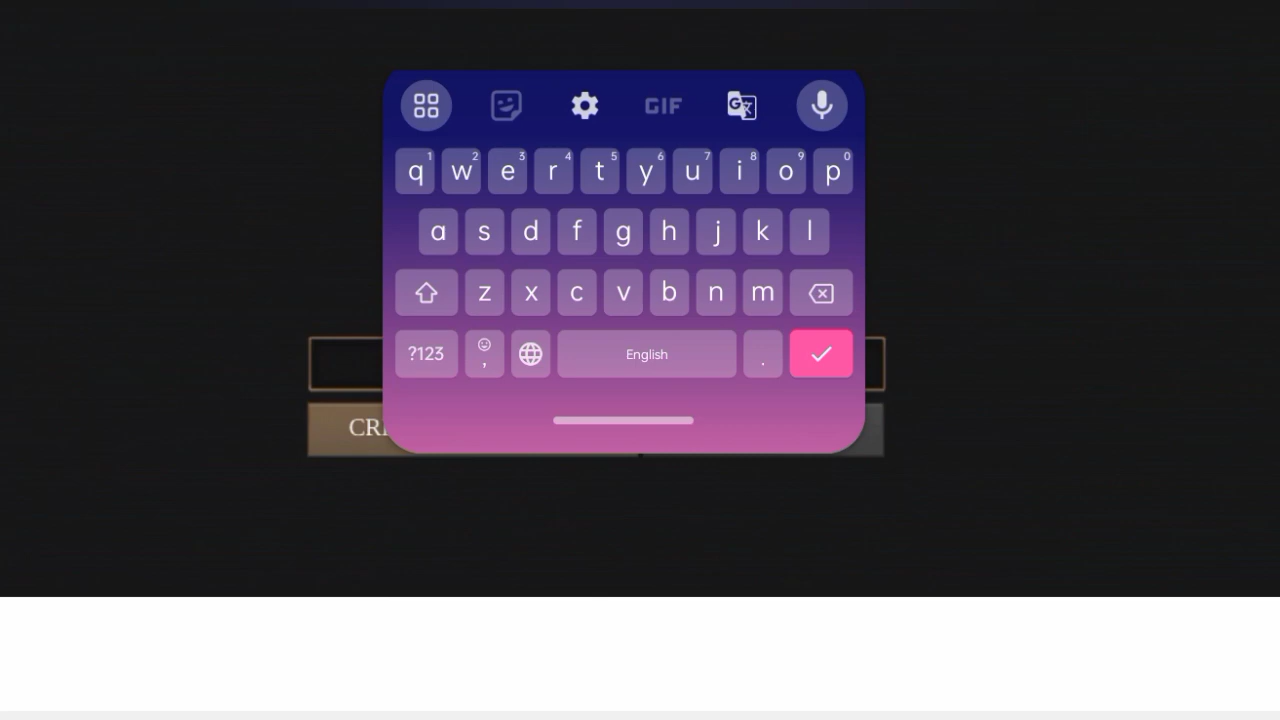 GIF G
q1 w2 e3 r4 t5 y6 u7 i8 o9 p0
a s d f g h j k l
z x c v b n m
?123 , English .
CR